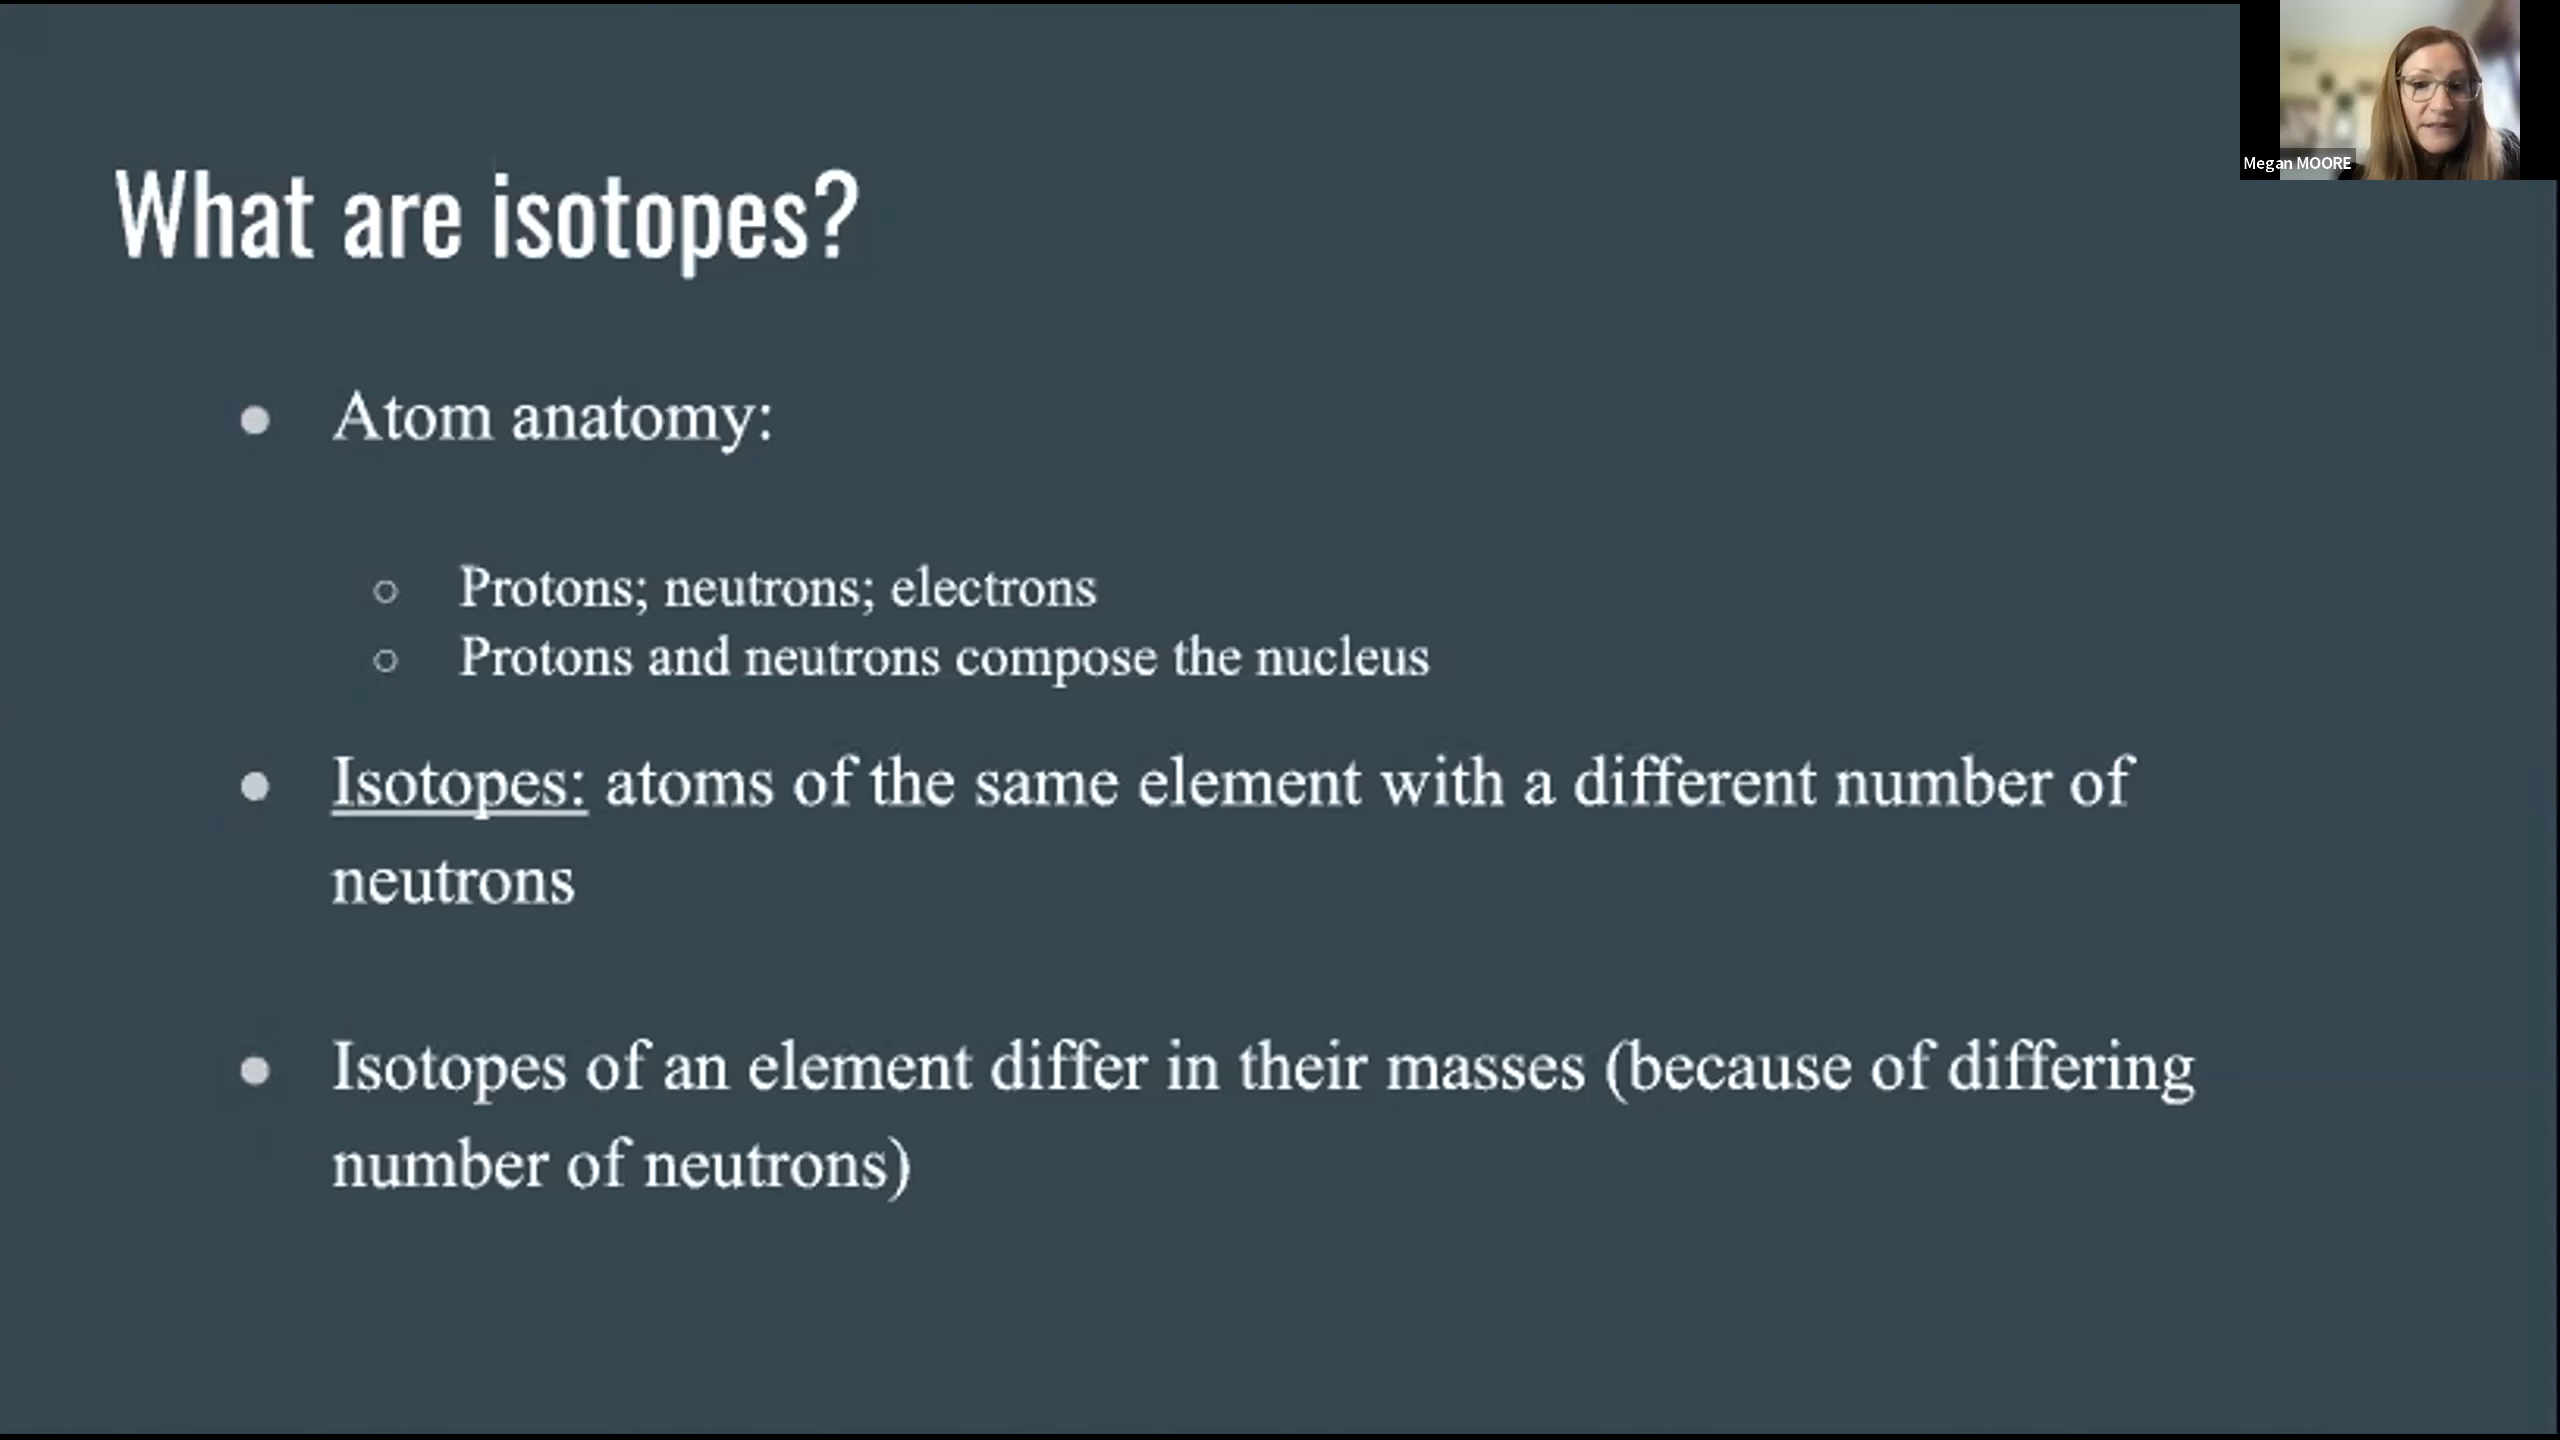 What are isotopes?
Megan MOORE
● Atom anatomy:
○ Protons; neutrons; electrons
○ Protons and neutrons compose the nucleus
● Isotopes: atoms of the same element with a different number of
neutrons
● Isotopes of an element differ in their masses (because of differing
number of neutrons)